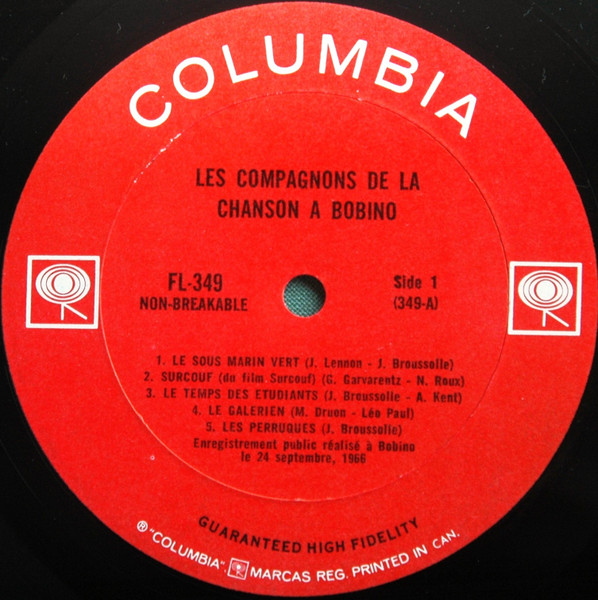 COLUMBIA
LES COMPAGNONS DE LA
CHANSON A BOBINO
FL-349
NON-BREAKABLE
Side 1
(349-A)
1. LE SOUS MARIN VERT (J. Lennon - J. Broussolle)
2. SURCOUF (du film Surcouf) (G. Garvarentz - N. Roux)
3. LE TEMPS DES ETUDIANTS (J. Broussolle - A. Kent)
4. LE GALERIEN (M. Druon - Léo Paul)
5. LES PERRUQUES (J. Broussolle)
Enregistrement public réalisé à Bobino
le 24 septembre, 1966
GUARANTEED HIGH FIDELITY
® "COLUMBIA". MARCAS REG. PRINTED IN CAN.